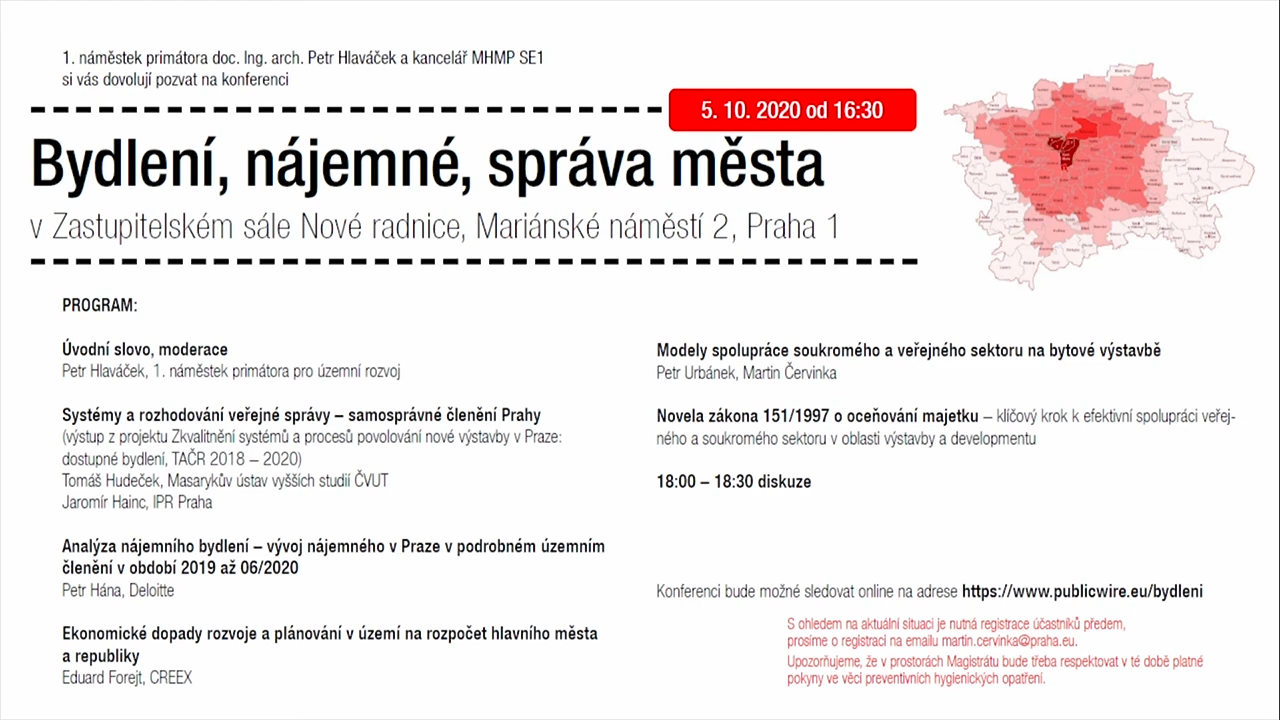 1. náměstek primátora doc. Ing. arch. Petr Hlaváček a kancelář MHMP SE1
si vás dovolují pozvat na konferenci
5. 10. 2020 od 16:30
Bydlení, nájemné, správa města
v Zastupitelském sále Nové radnice, Mariánské náměstí 2, Praha 1
PROGRAM:
Úvodní slovo, moderace
Petr Hlaváček, 1. náměstek primátora pro územní rozvoj
Systémy a rozhodování veřejné správy – samosprávné členění Prahy
(výstup z projektu Zkvalitnění systémů a procesů povolování nové výstavby v Praze:
dostupné bydlení, TAČR 2018 – 2020)
Tomáš Hudeček, Masarykův ústav vyšších studií ČVUT
Jaromír Hainc, IPR Praha
Analýza nájemního bydlení – vývoj nájemného v Praze v podrobném územním
členění v období 2019 až 06/2020
Petr Hána, Deloitte
Ekonomické dopady rozvoje a plánování v území na rozpočet hlavního města
a republiky
Eduard Forejt, CREEX
Modely spolupráce soukromého a veřejného sektoru na bytové výstavbě
Petr Urbánek, Martin Červinka
Novela zákona 151/1997 o oceňování majetku – klíčový krok k efektivní spolupráci veřej-
ného a soukromého sektoru v oblasti výstavby a developmentu
18:00 – 18:30 diskuze
Konferenci bude možné sledovat online na adrese https://www.publicwire.eu/bydleni
S ohledem na aktuální situaci je nutná registrace účastníků předem,
prosíme o registraci na emailu martin.cervinka@praha.eu.
Upozorňujeme, že v prostorách Magistrátu bude třeba respektovat v té době platné
pokyny ve věci preventivních hygienických opatření.